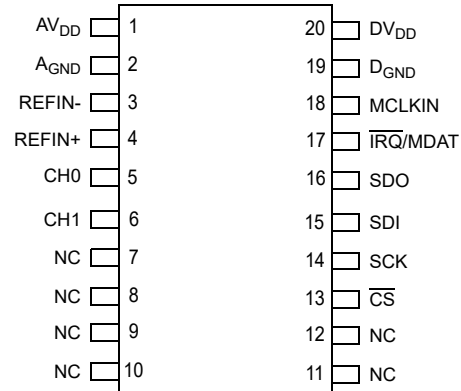 AVDD 1 20 DVDD
AGND 2 19 DGND
REFIN- 3 18 MCLKIN
REFIN+ 4 17 I̅R̅Q̅/MDAT
CH0 5 16 SDO
CH1 6 15 SDI
NC 7 14 SCK
NC 8 13 C̅S̅
NC 9 12 NC
NC 10 11 NC